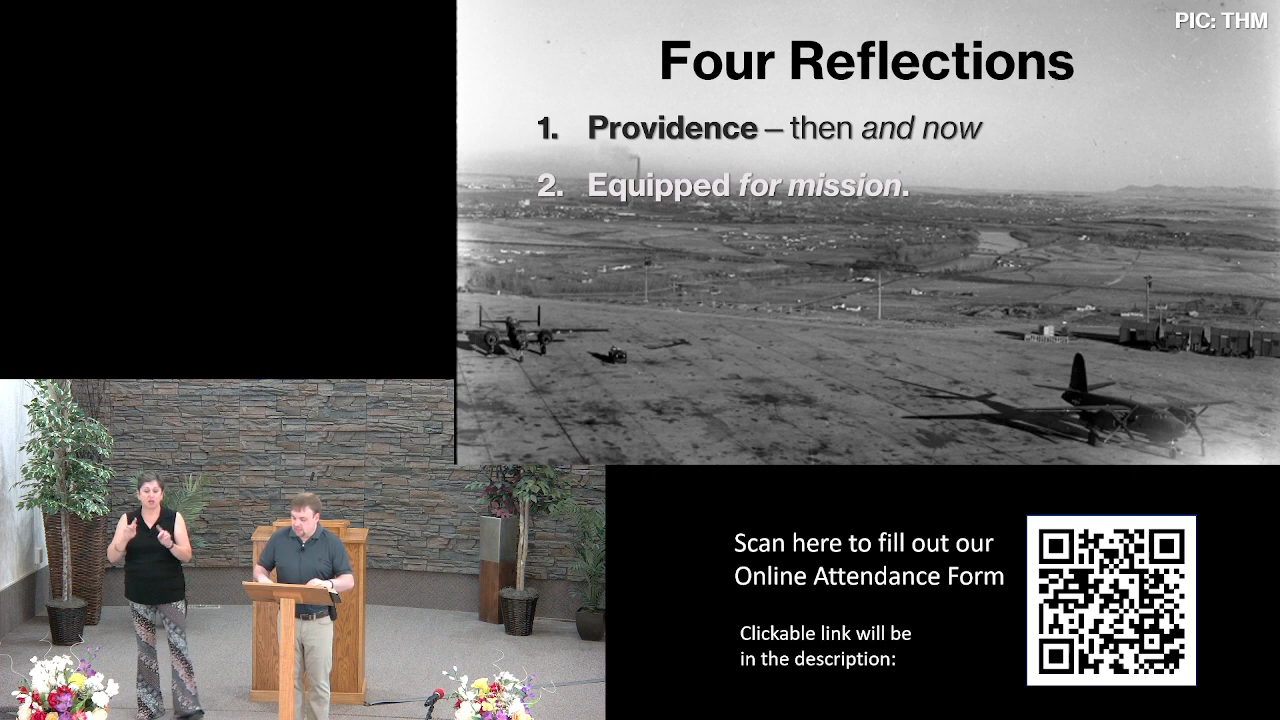 PIC: THM
Four Reflections
1. Providence – then and now
2. Equipped for mission.
Scan here to fill out our
Online Attendance Form
Clickable link will be
in the description: